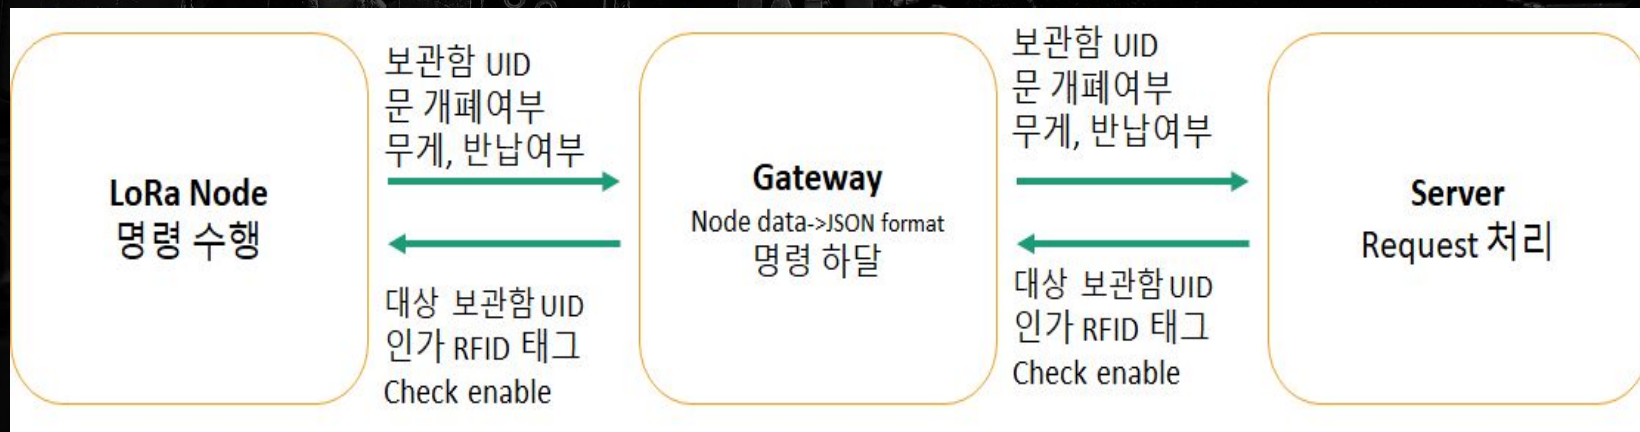 LoRa Node
명령 수행
보관함 UID
문 개폐여부
무게, 반납여부
대상 보관함 UID
인가 RFID 태그
Check enable
Gateway
Node data->JSON format
명령 하달
보관함 UID
문 개폐여부
무게, 반납여부
대상 보관함 UID
인가 RFID 태그
Check enable
Server
Request 처리